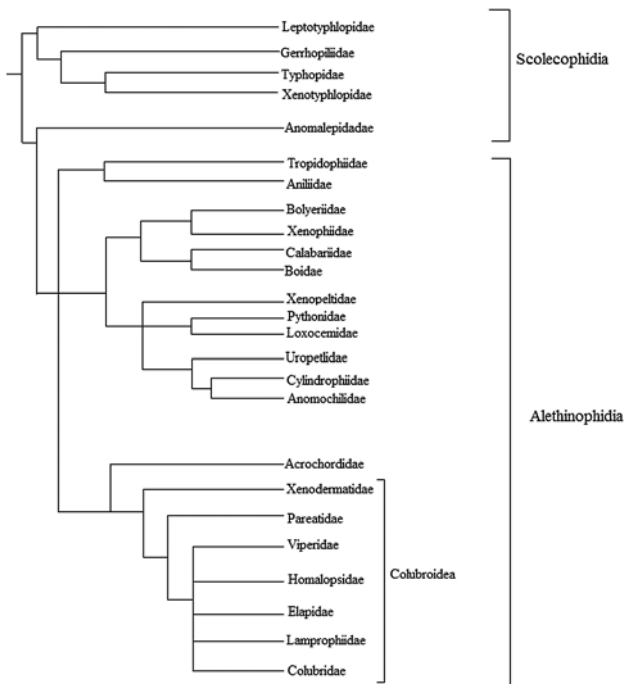 Leptotyphlopidae
Gerrhopiliidae
Typhopidae
Xenotyphlopidae
Scolecophidia
Anomalepidadae
Tropidophiidae
Aniliidae
Bolyeriidae
Xenophiidae
Calabariidae
Boidae
Xenopeltidae
Pythonidae
Loxocemidae
Uropetlidae
Cylindrophiidae
Anomochilidae
Alethinophidia
Acrochordidae
Xenodermatidae
Pareatidae
Viperidae
Homalopsidae
Colubroidea
Elapidae
Lamprophiidae
Colubridae